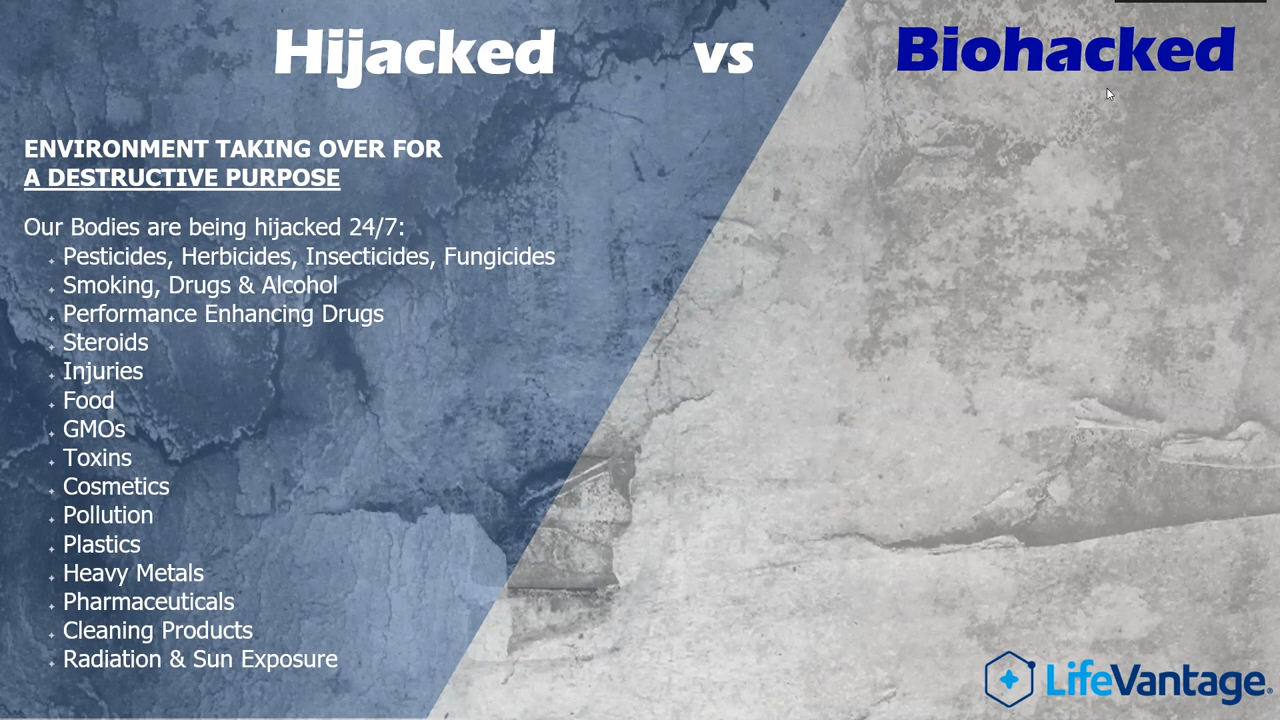 Hijacked vs Biohacked
ENVIRONMENT TAKING OVER FOR
A DESTRUCTIVE PURPOSE
Our Bodies are being hijacked 24/7:
Pesticides, Herbicides, Insecticides, Fungicides
Smoking, Drugs & Alcohol
Performance Enhancing Drugs
Steroids
Injuries
Food
GMOs
Toxins
Cosmetics
Pollution
Plastics
Heavy Metals
Pharmaceuticals
Cleaning Products
Radiation & Sun Exposure
LifeVantage®